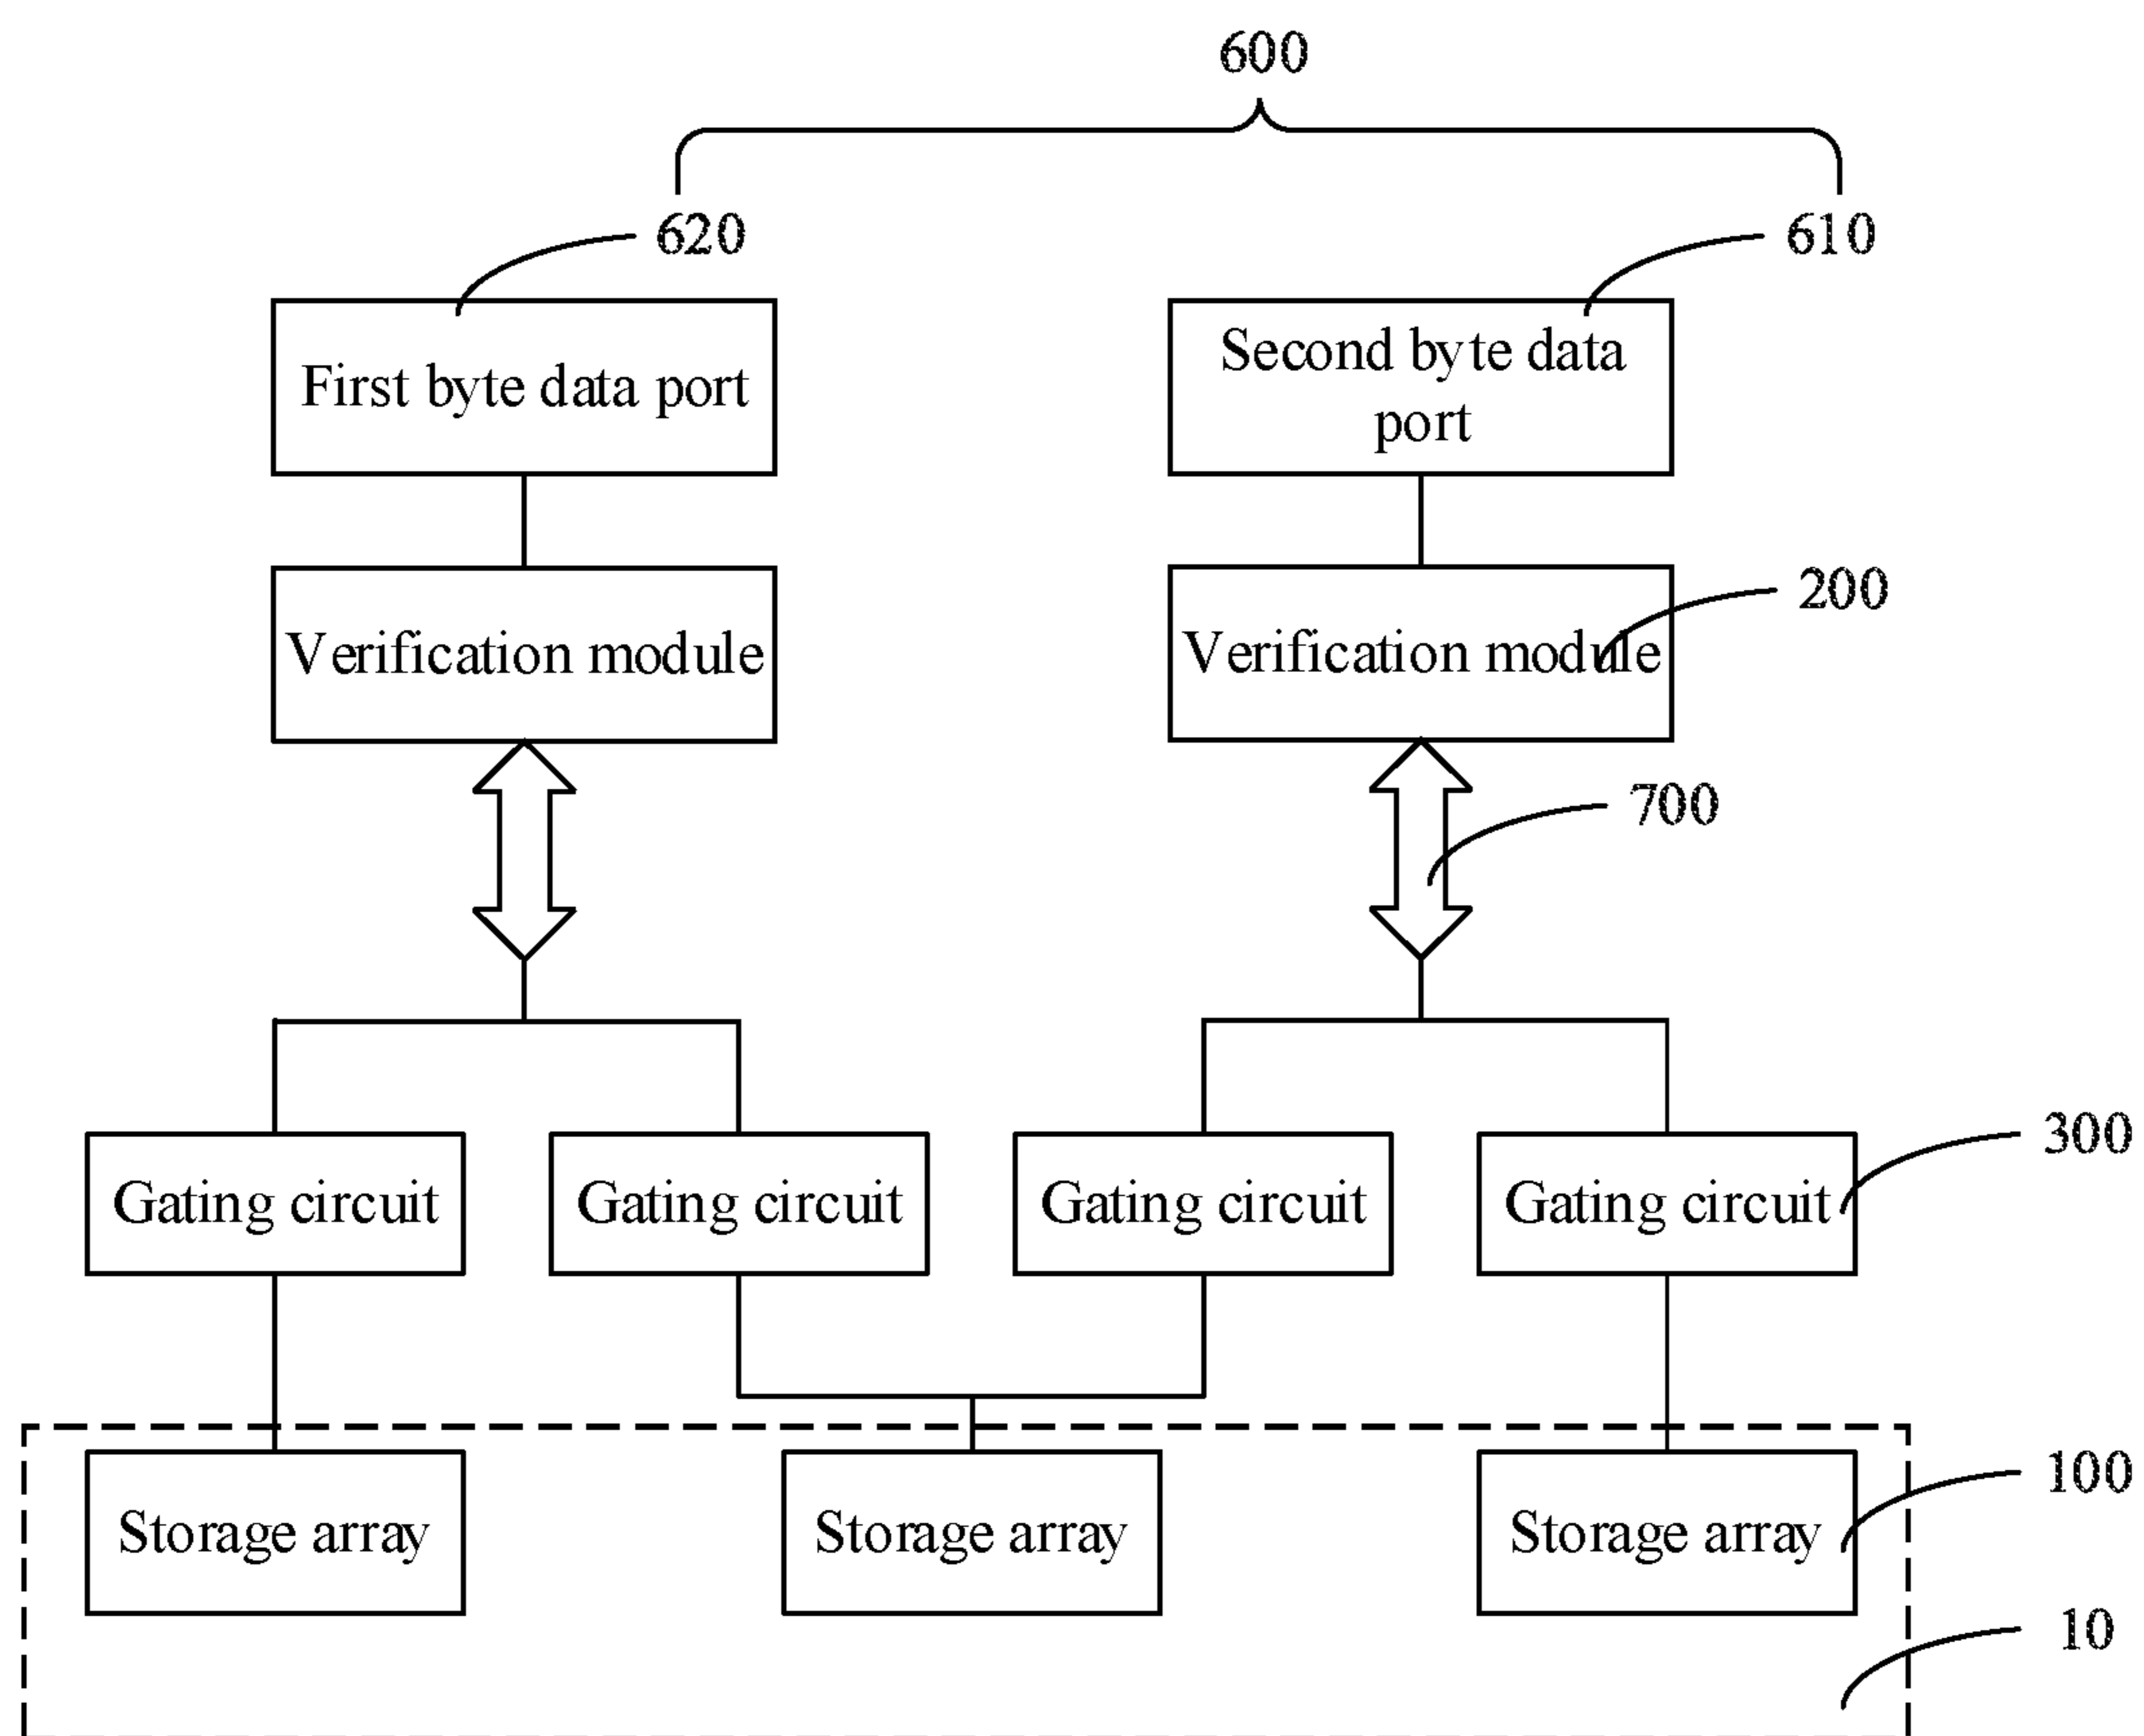 600
620
610
First byte data port
Second byte data
port
200
Verification module
Verification module
700
300
Gating circuit
Gating circuit
Gating circuit
Gating circuit
100
Storage array
Storage array
Storage array
10